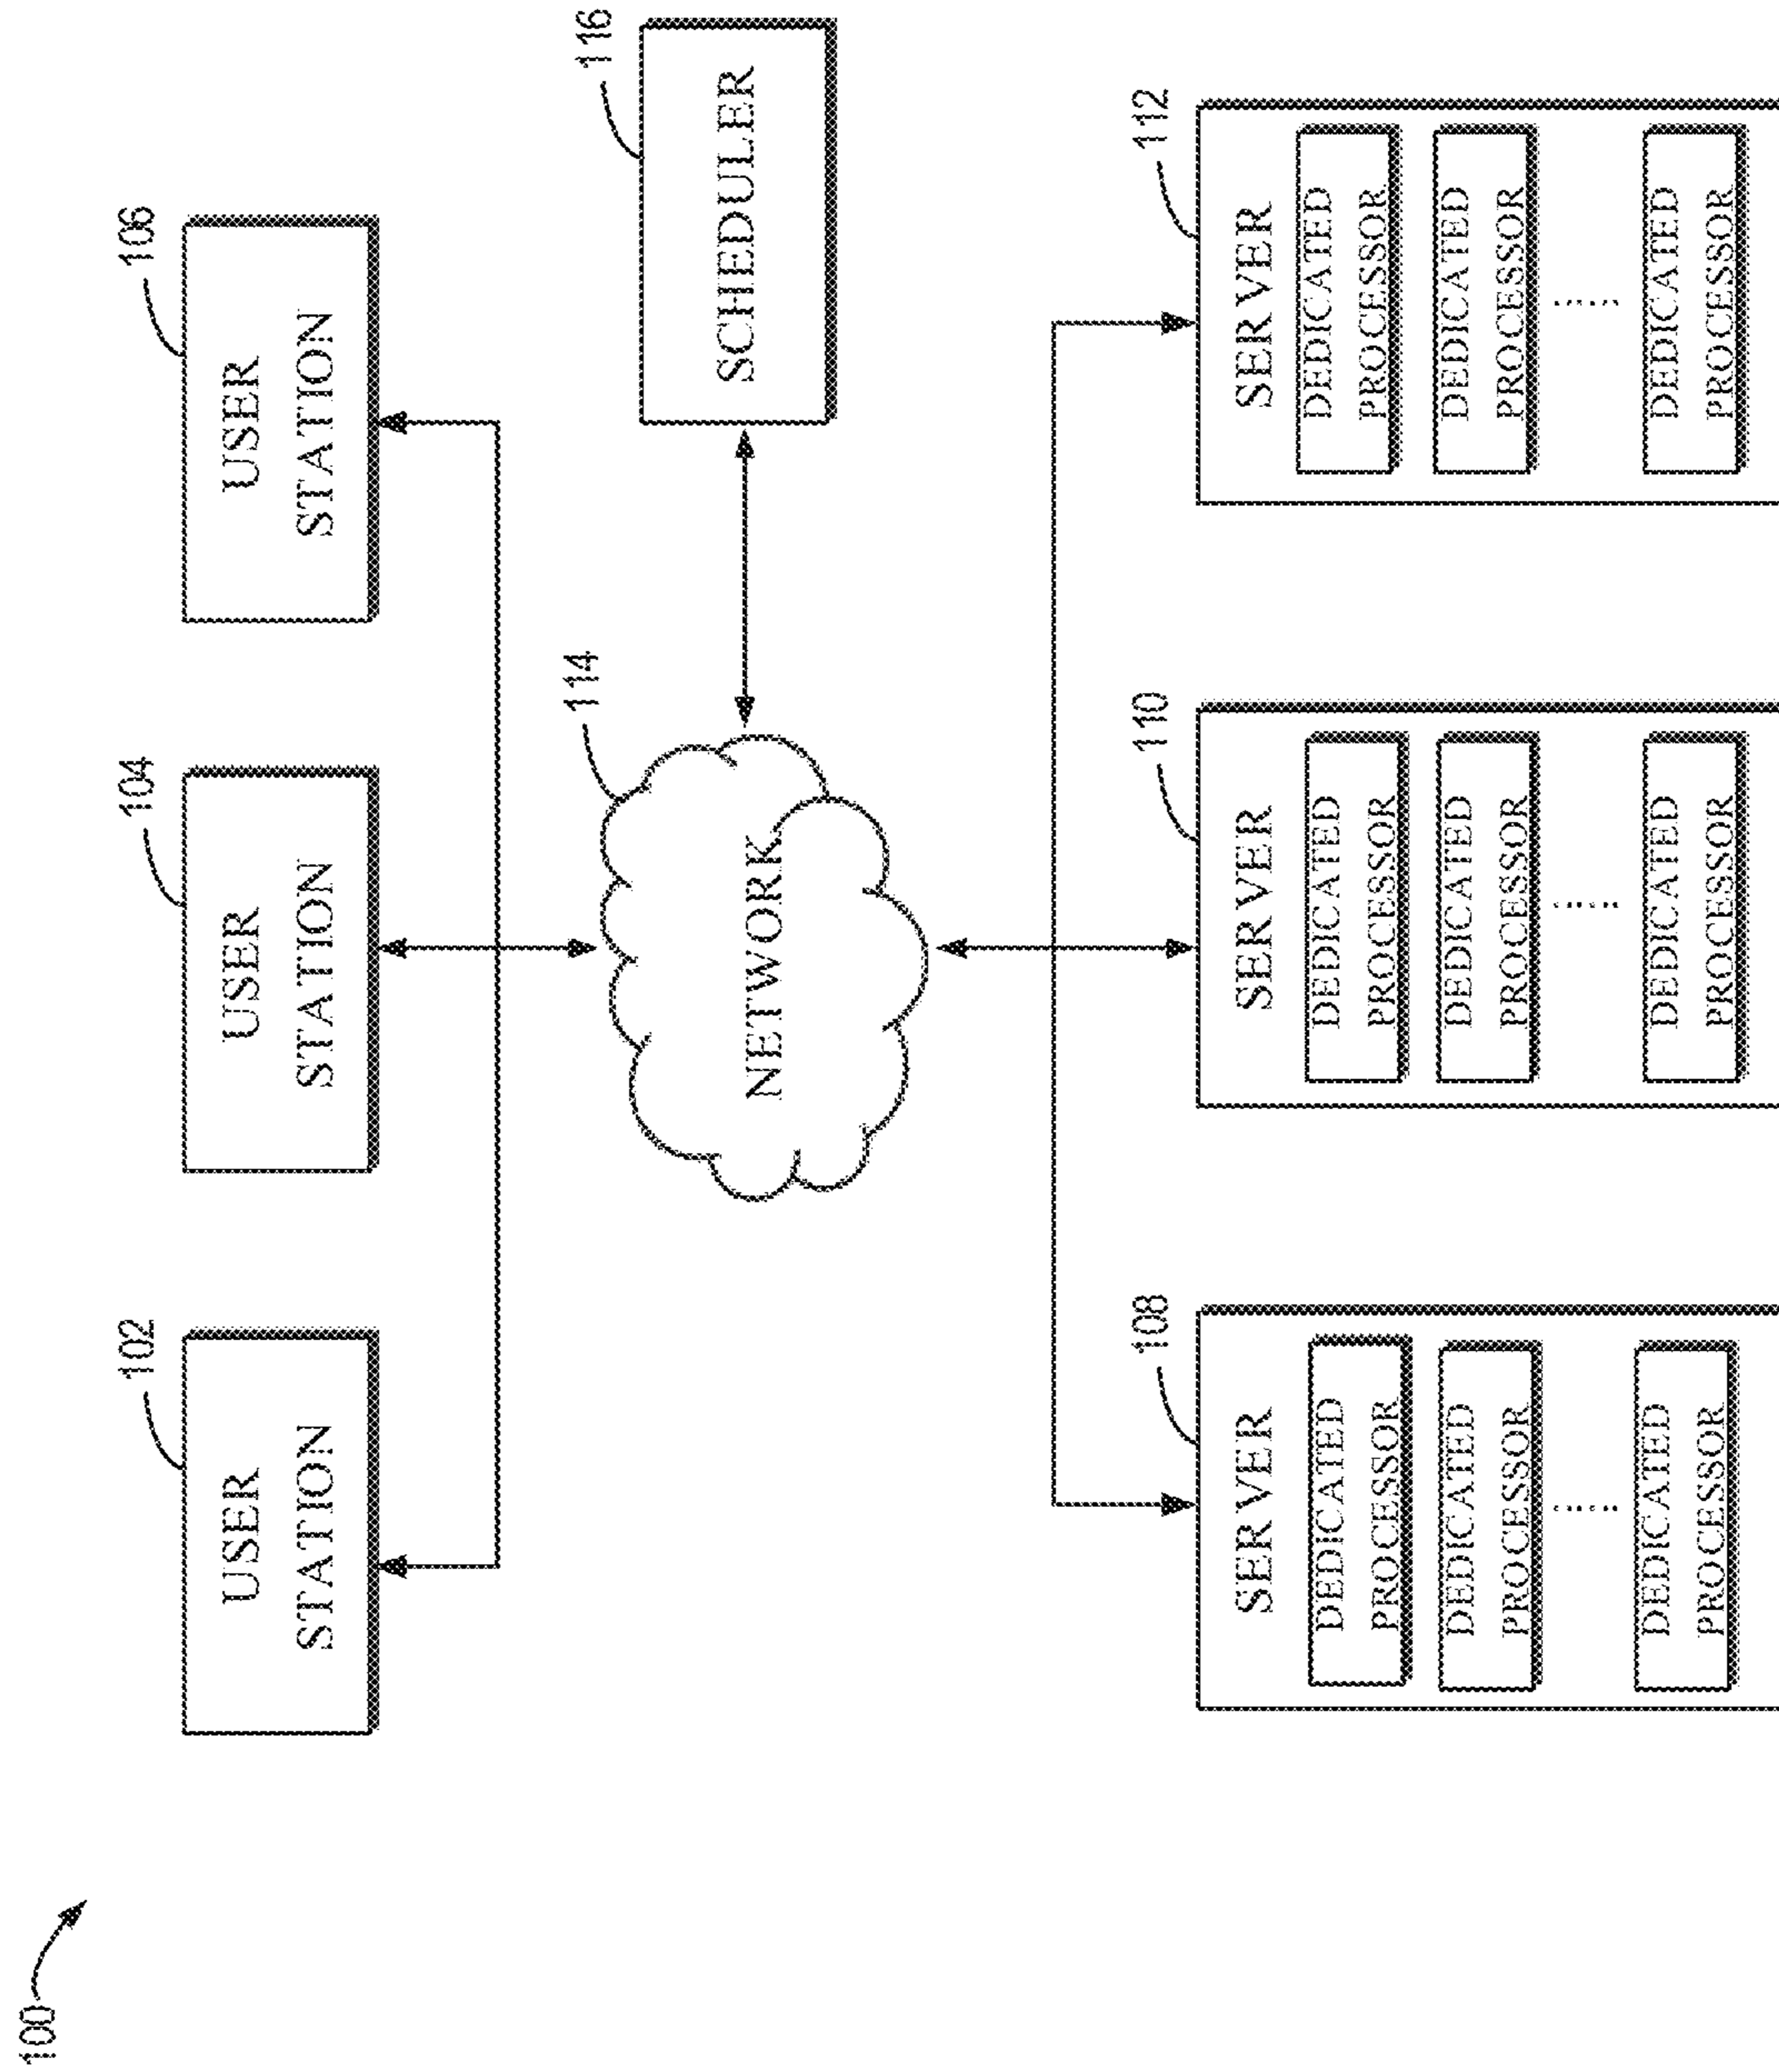 100
102
USER
STATION
104
USER
STATION
106
USER
STATION
114
NETWORK
116
SCHEDULER
108
SERVER
DEDICATED
PROCESSOR
DEDICATED
PROCESSOR
......
DEDICATED
PROCESSOR
110
SERVER
DEDICATED
PROCESSOR
DEDICATED
PROCESSOR
......
DEDICATED
PROCESSOR
112
SERVER
DEDICATED
PROCESSOR
DEDICATED
PROCESSOR
......
DEDICATED
PROCESSOR